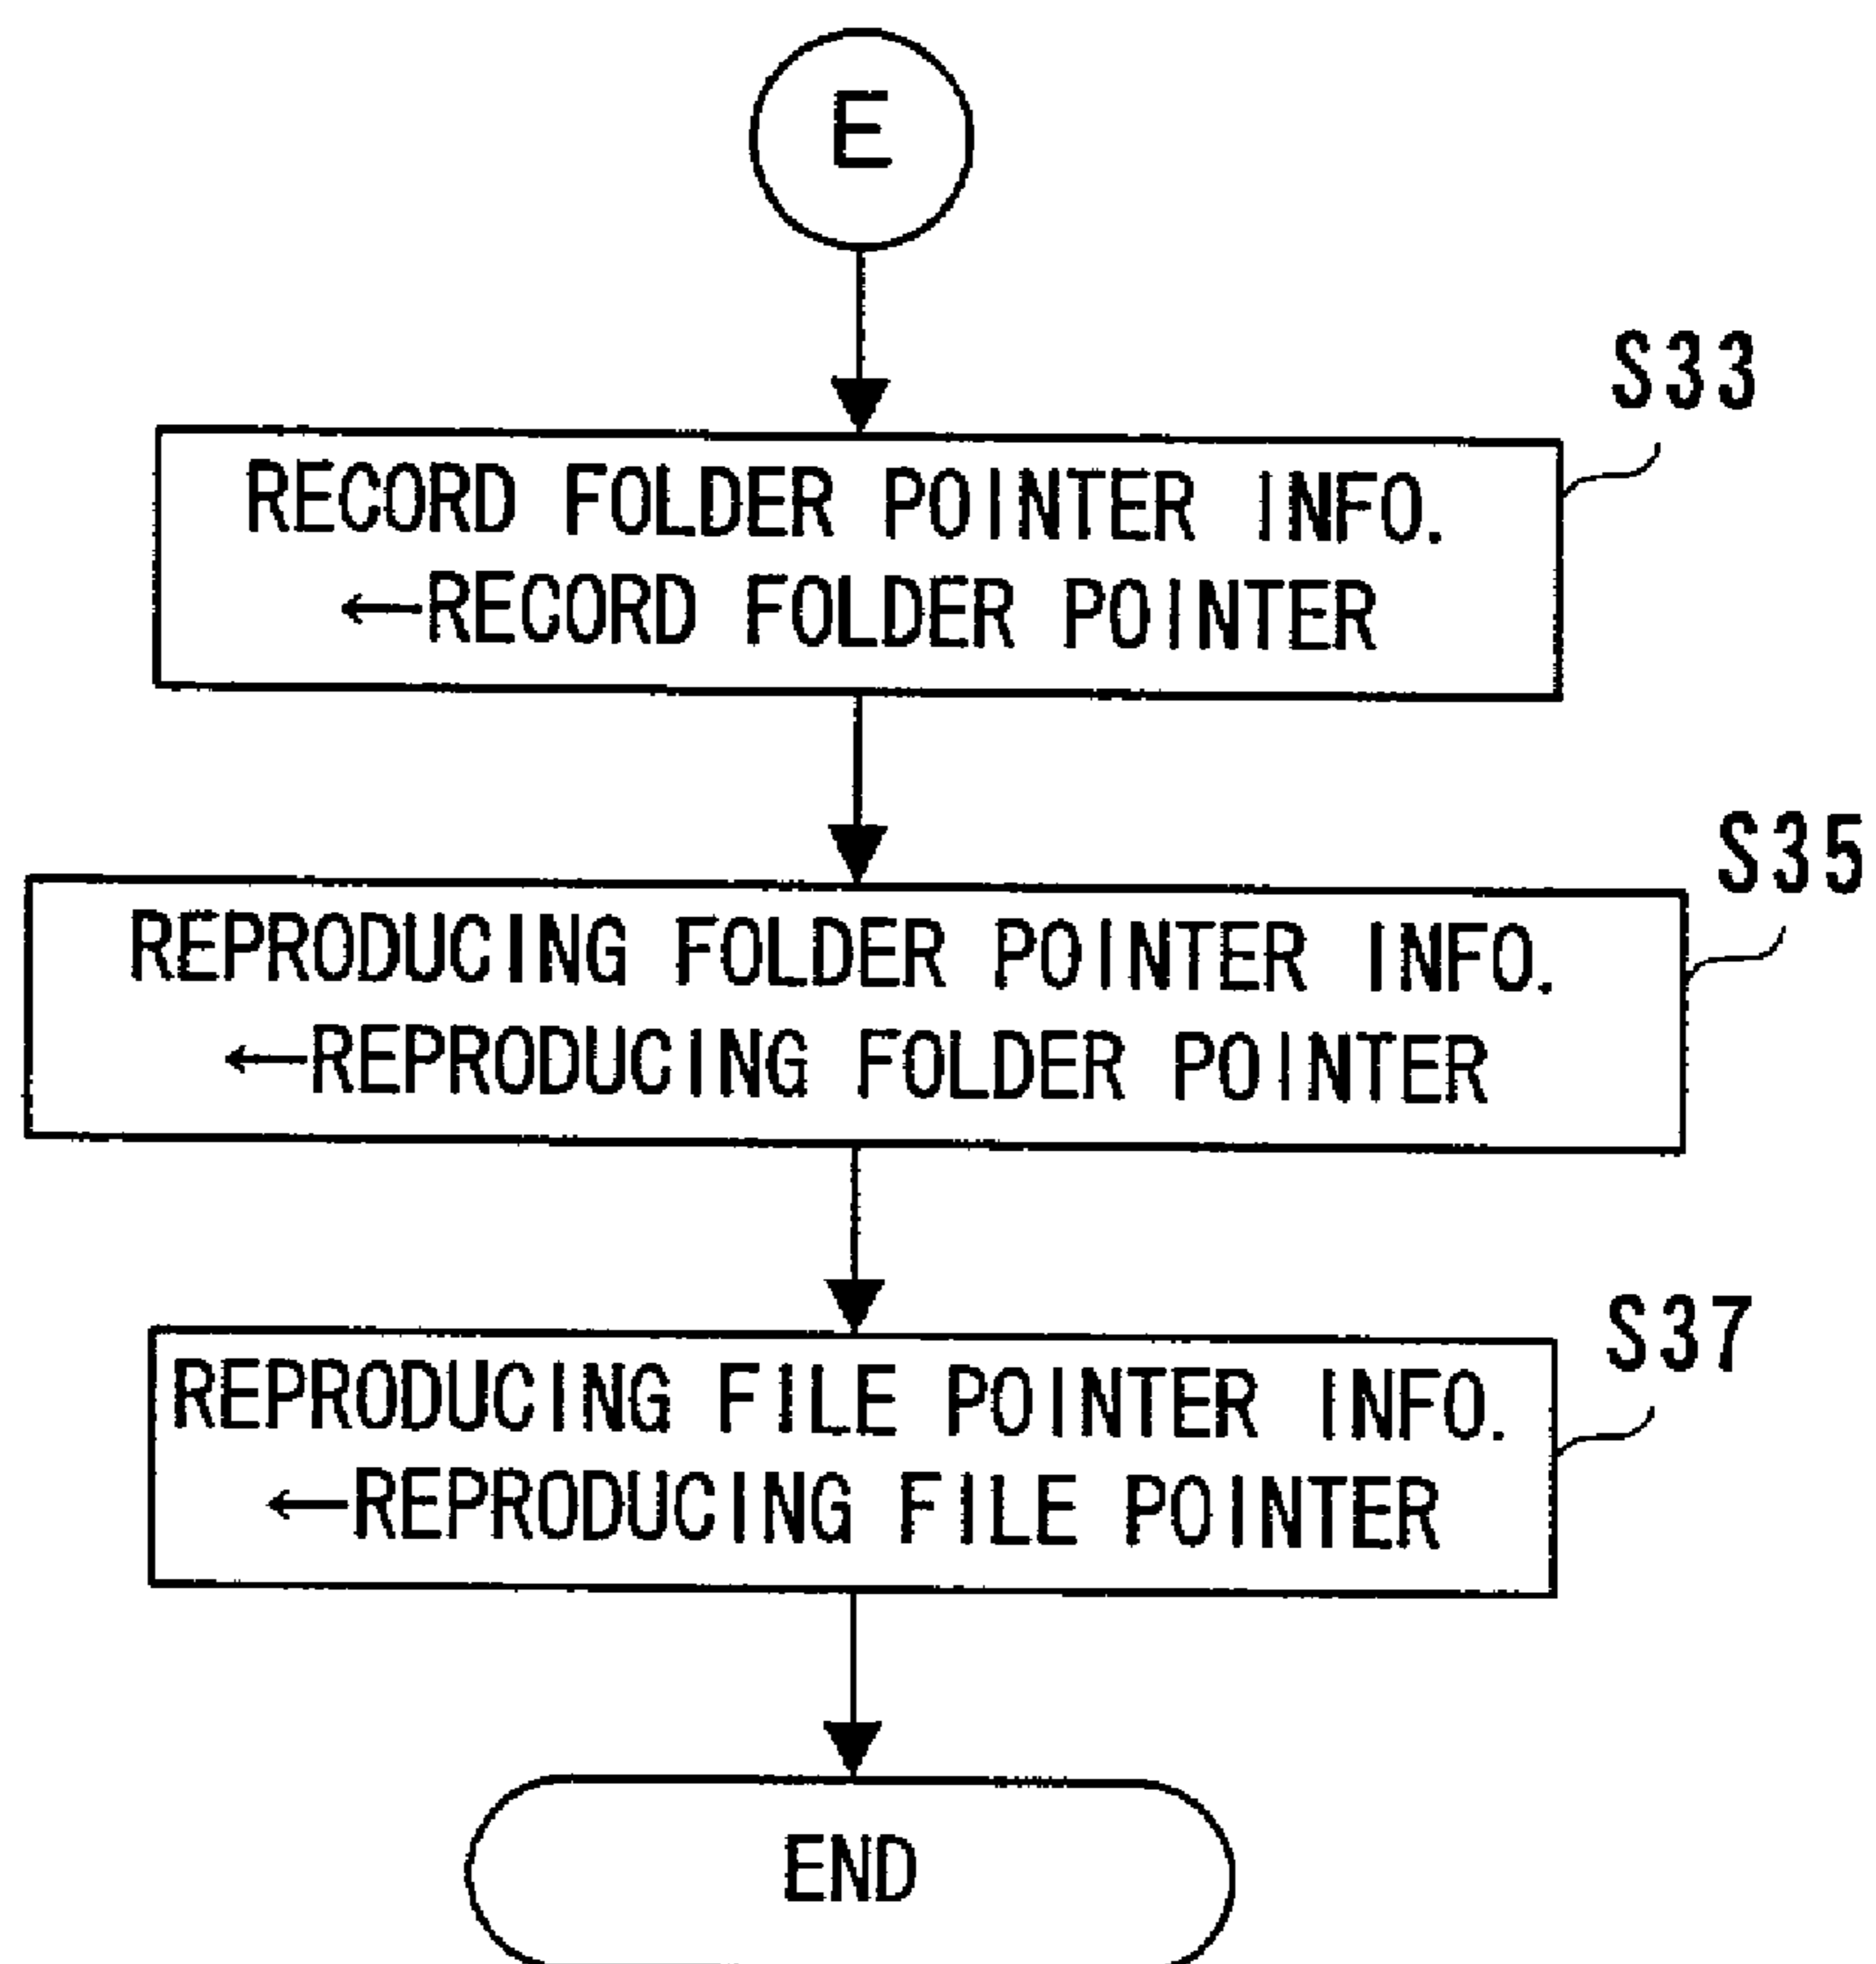 E
S33
RECORD FOLDER POINTER INFO.
←RECORD FOLDER POINTER
S35
REPRODUCING FOLDER POINTER INFO.
←REPRODUCING FOLDER POINTER
S37
REPRODUCING FILE POINTER INFO.
←REPRODUCING FILE POINTER
END